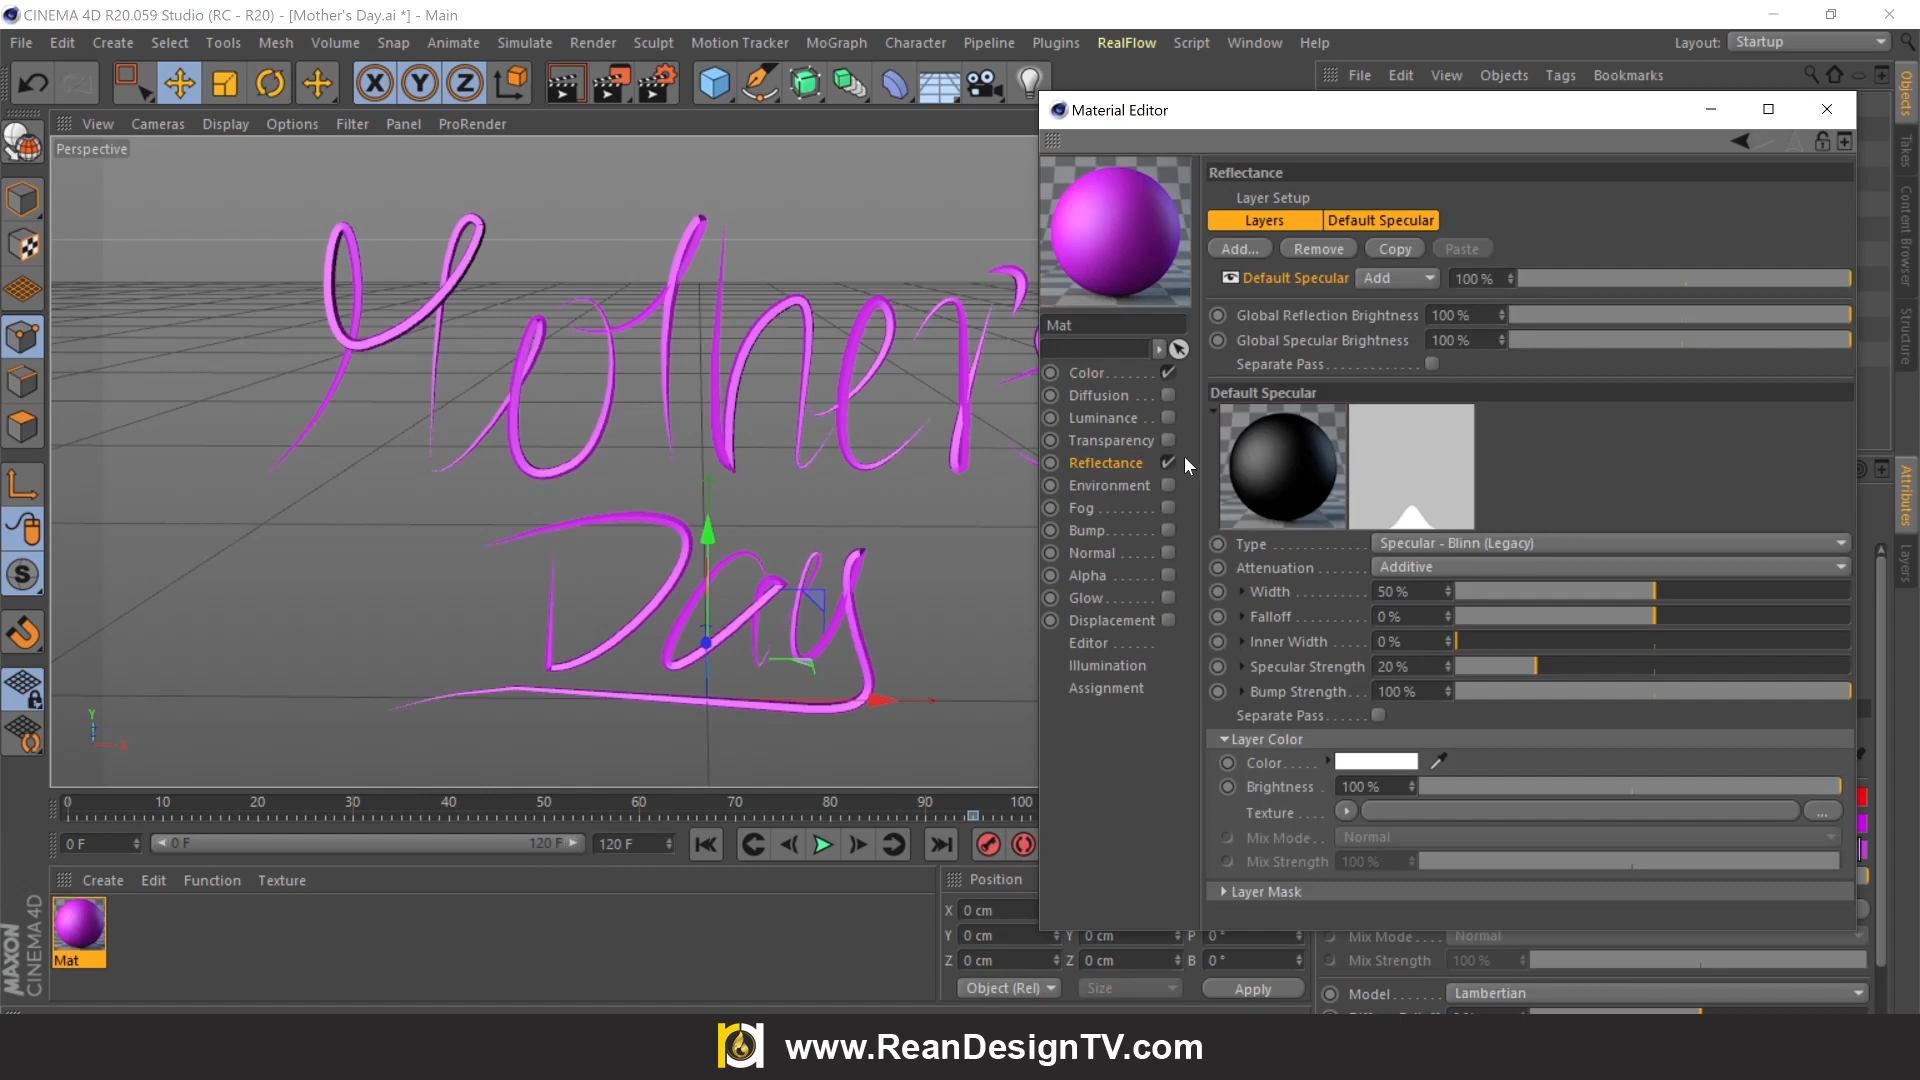 CINEMA 4D R20.059 Studio (RC - R20) - [Mother's Day.ai *] - Main
File Edit Create Select Tools Mesh Volume Snap Animate Simulate Render Sculpt Motion Tracker MoGraph Character Pipeline Plugins RealFlow Script Window Help
Layout: Startup
File Edit View Objects Tags Bookmarks
View Cameras Display Options Filter Panel ProRender
Perspective
Mother's
Day
Material Editor
Mat
Color
Diffusion
Luminance
Transparency
Reflectance
Environment
Fog
Bump
Normal
Alpha
Glow
Displacement
Editor
Illumination
Assignment
Reflectance
Layer Setup
Layers Default Specular
Add... Remove Copy Paste
Default Specular Add 100 %
Global Reflection Brightness 100 %
Global Specular Brightness 100 %
Separate Pass
Default Specular
Type Specular - Blinn (Legacy)
Attenuation Additive
Width 50 %
Falloff 0 %
Inner Width 0 %
Specular Strength 20 %
Bump Strength 100 %
Separate Pass
Layer Color
Color
Brightness 100 %
Texture ...
Mix Mode Normal
Mix Strength 100 %
Layer Mask
Objects
Takes
Content Browser
Structure
Attributes
Layers
0 10 20 30 40 50 60 70 80 90 100
0 F 0 F 120 F 120 F
Create Edit Function Texture
Mat
MAXON
CINEMA 4D
Position
X 0 cm
Y 0 cm Y 0 cm P 0 °
Z 0 cm Z 0 cm B 0 °
Object (Rel) Size Apply
Mix Mode Normal
Mix Strength 100 %
Model Lambertian
www.ReanDesignTV.com